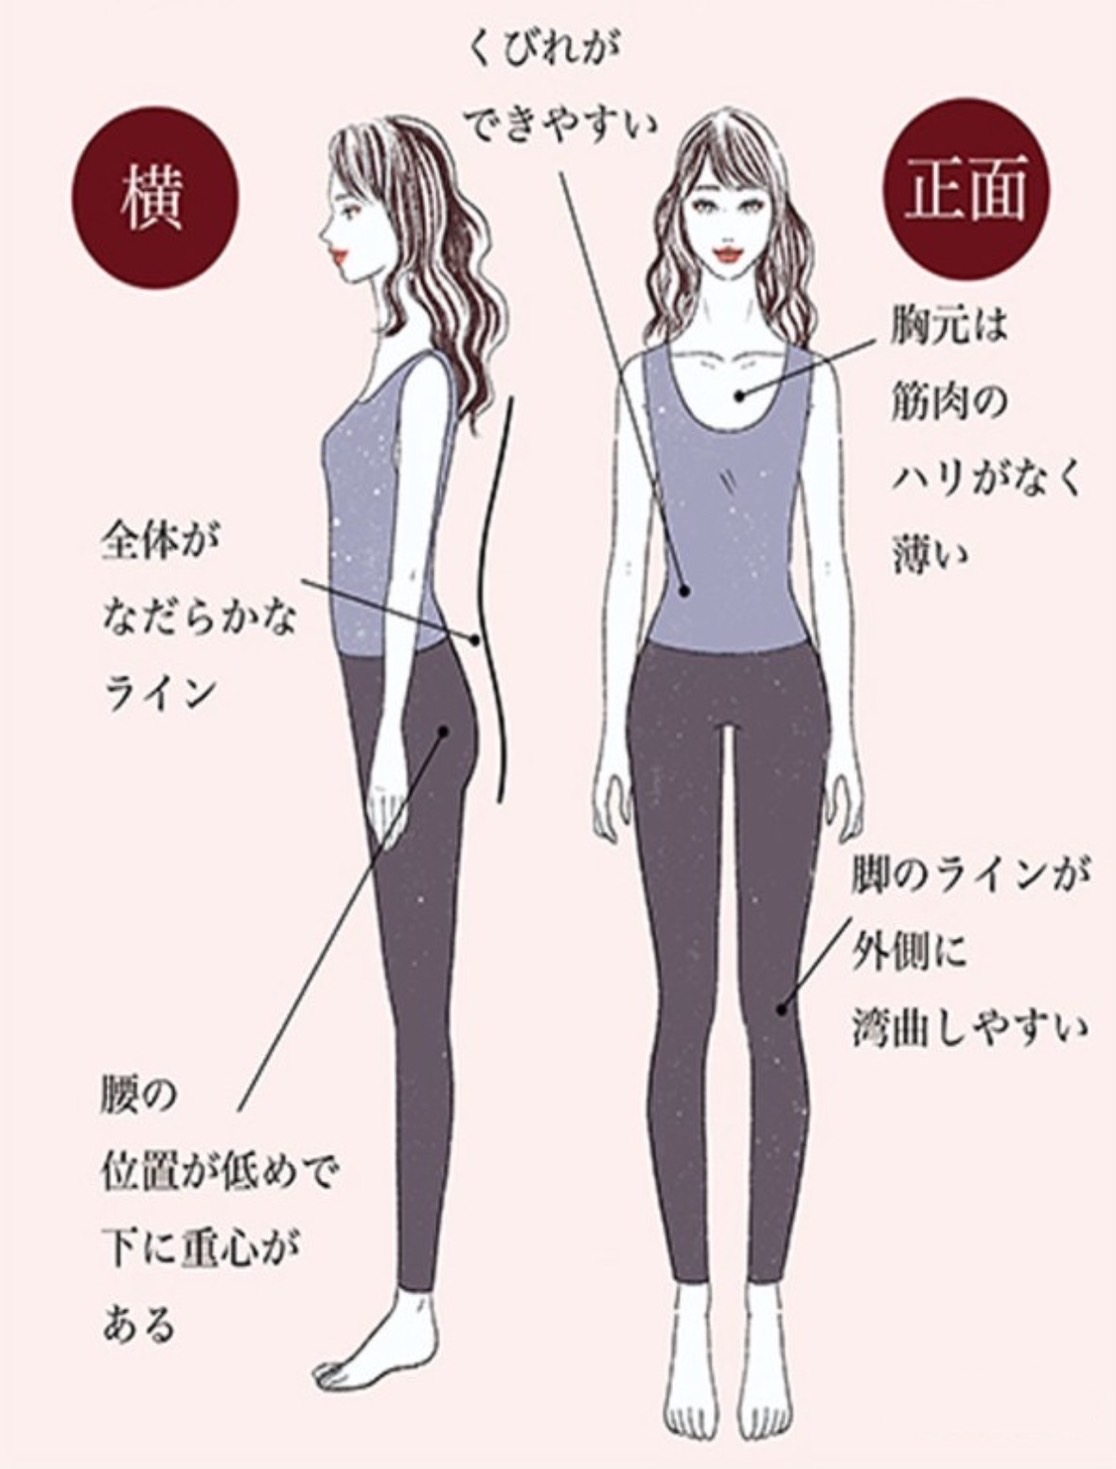 くびれが
できやすい
横
正面
胸元は
筋肉の
ハリがなく
薄い
全体が
なだらかな
ライン
脚のラインが
外側に
湾曲しやすい
腰の
位置が低めで
下に重心が
ある